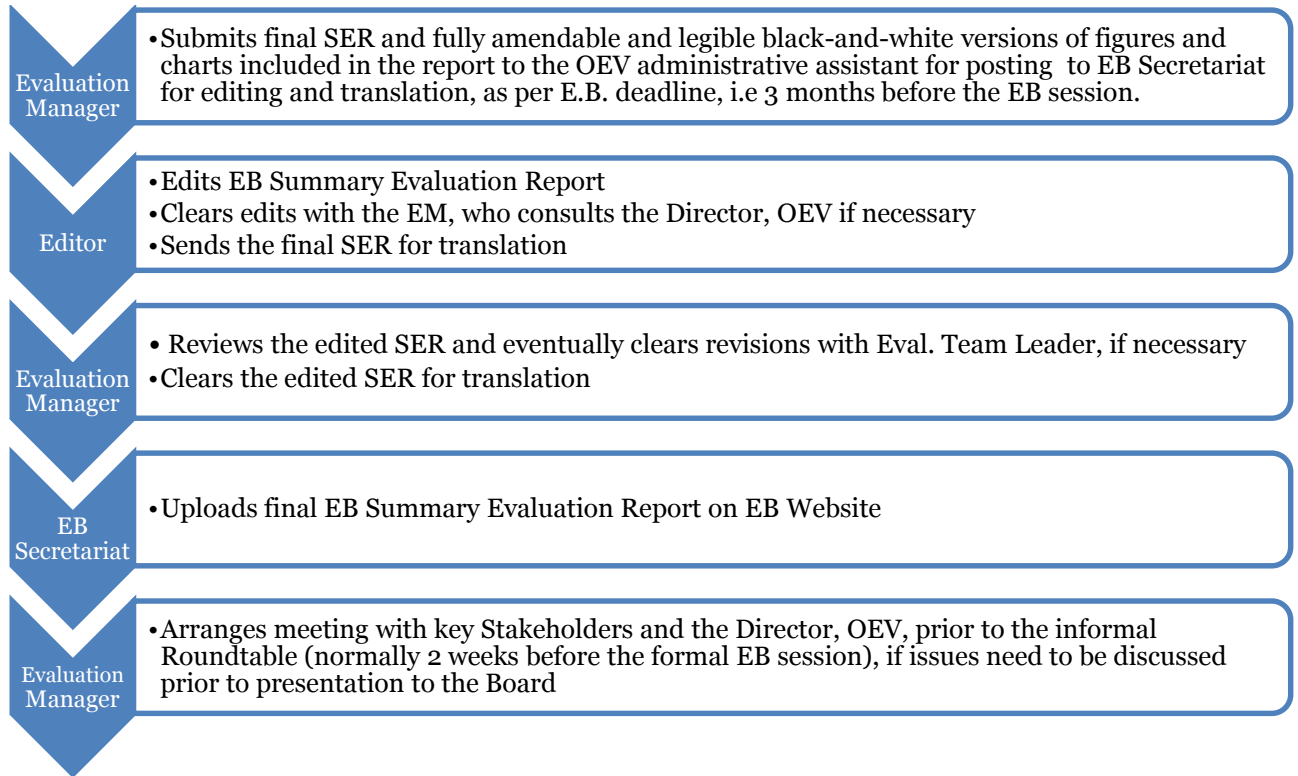 Evaluation
Manager
•Submits final SER and fully amendable and legible black-and-white versions of figures and
charts included in the report to the OEV administrative assistant for posting  to EB Secretariat
for editing and translation, as per E.B. deadline, i.e 3 months before the EB session.
Editor
•Edits EB Summary Evaluation Report
•Clears edits with the EM, who consults the Director, OEV if necessary
•Sends the final SER for translation
Evaluation
Manager
• Reviews the edited SER and eventually clears revisions with Eval. Team Leader, if necessary
•Clears the edited SER for translation
EB
Secretariat
•Uploads final EB Summary Evaluation Report on EB Website
Evaluation
Manager
•Arranges meeting with key Stakeholders and the Director, OEV, prior to the informal
Roundtable (normally 2 weeks before the formal EB session), if issues need to be discussed
prior to presentation to the Board